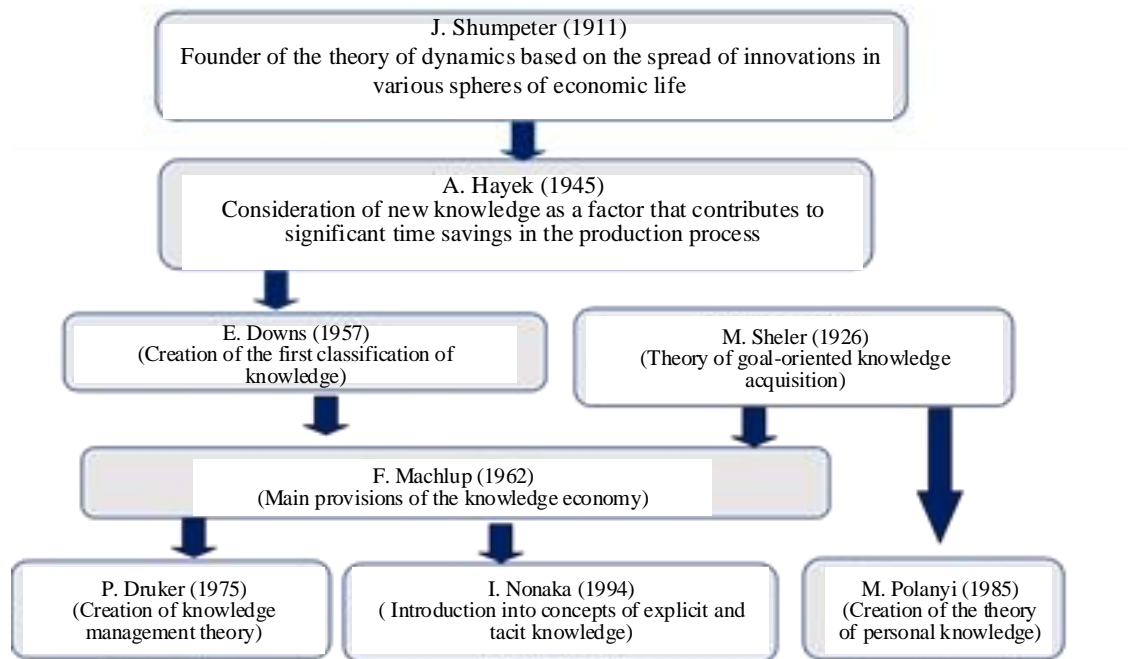 J. Shumpeter (1911)
Founder of the theory of dynamics based on the spread of innovations in
various spheres of economic life
A. Hayek (1945)
Consideration of new knowledge as a factor that contributes to
significant time savings in the production process
E. Downs (1957)
(Creation of the first classification of
knowledge)
M. Sheler (1926)
(Theory of goal-oriented knowledge
acquisition)
F. Machlup (1962)
(Main provisions of the knowledge economy)
P. Druker (1975)
(Creation of knowledge
management theory)
I. Nonaka (1994)
( Introduction into concepts of explicit and
tacit knowledge)
M. Polanyi (1985)
(Creation of the theory
of personal knowledge)